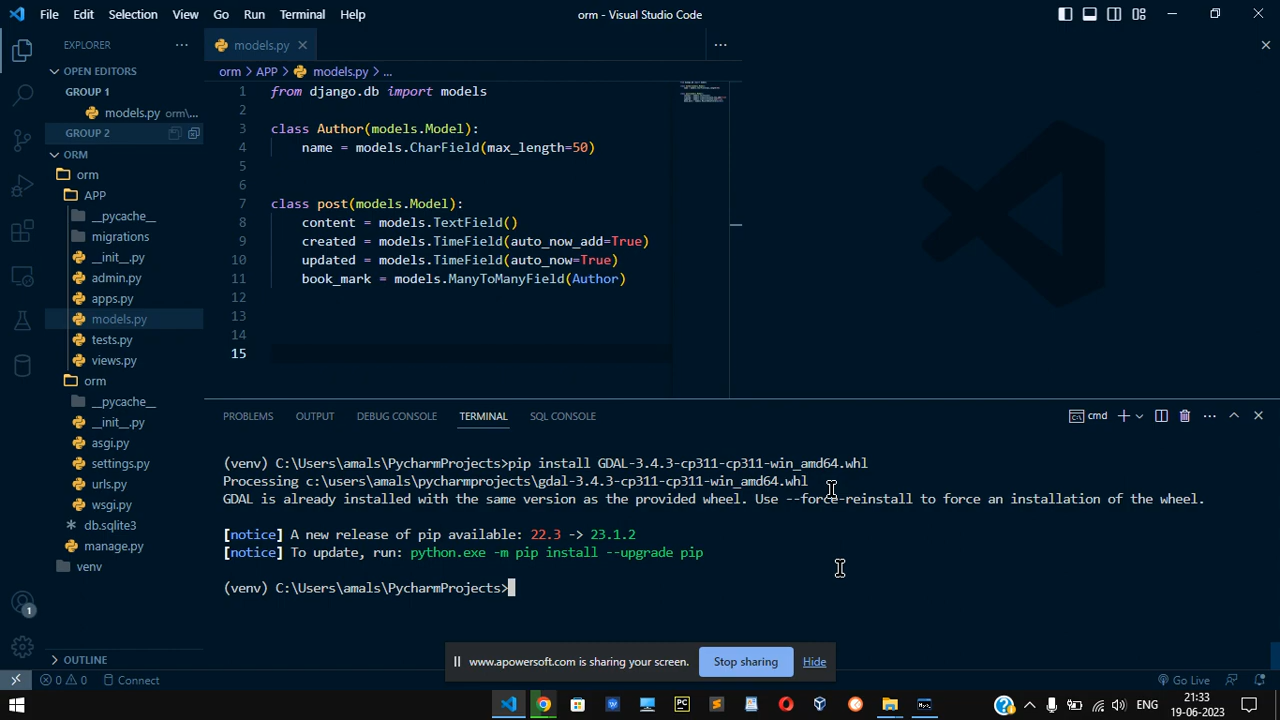 File Edit Selection View Go Run Terminal Help
orm - Visual Studio Code
EXPLORER
OPEN EDITORS
GROUP 1
models.py orm\...
GROUP 2
ORM
orm
APP
__pycache__
migrations
__init__.py
admin.py
apps.py
models.py
tests.py
views.py
orm
__pycache__
__init__.py
asgi.py
settings.py
urls.py
wsgi.py
db.sqlite3
manage.py
venv
OUTLINE
models.py
orm > APP > models.py > ...
1 from django.db import models
2
3 class Author(models.Model):
4 name = models.CharField(max_length=50)
5
6
7 class post(models.Model):
8 content = models.TextField()
9 created = models.TimeField(auto_now_add=True)
10 updated = models.TimeField(auto_now=True)
11 book_mark = models.ManyToManyField(Author)
12
13
14
15
PROBLEMS OUTPUT DEBUG CONSOLE TERMINAL SQL CONSOLE
cmd
(venv) C:\Users\amals\PycharmProjects>pip install GDAL-3.4.3-cp311-cp311-win_amd64.whl
Processing c:\users\amals\pycharmprojects\gdal-3.4.3-cp311-cp311-win_amd64.whl
GDAL is already installed with the same version as the provided wheel. Use --force-reinstall to force an installation of the wheel.
[notice] A new release of pip available: 22.3 -> 23.1.2
[notice] To update, run: python.exe -m pip install --upgrade pip
(venv) C:\Users\amals\PycharmProjects>
www.apowersoft.com is sharing your screen. Stop sharing Hide
1
0 0 Connect
Go Live
PC
ENG
21:33
19-06-2023